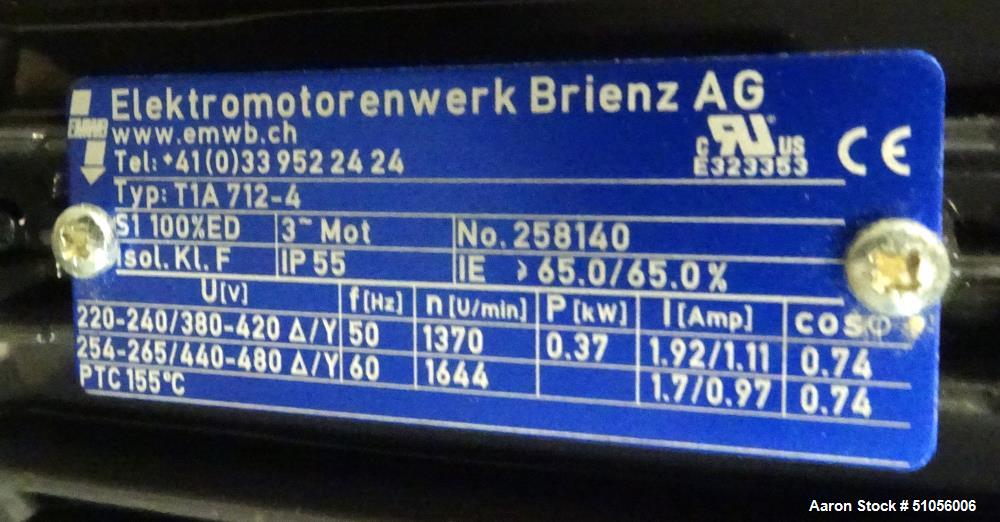 Elektromotorenwerk Brienz AG
EMWB
www.emwb.ch
Tel: +41(0)33 952 24 24
C RU US
E323353
CE
Typ: T1A 712-4
S1 100%ED 3~ Mot No. 258140
Isol. Kl. F IP 55 IE ≥ 65.0/65.0%
U[V] f[Hz] n[U/min] P[kW] I[Amp] cosφ
220-240/380-420 Δ/Y 50 1370 0.37 1.92/1.11 0.74
254-265/440-480 Δ/Y 60 1644 1.7/0.97 0.74
PTC 155°C
Aaron Stock # 51056006